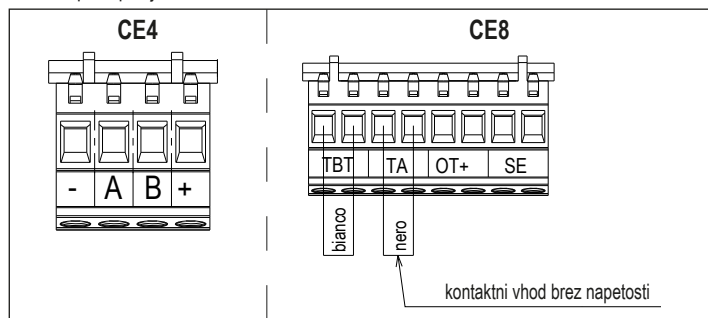 CE4
CE8
- A B +
TBT TA OT+ SE
bianco
nero
kontaktni vhod brez napetosti